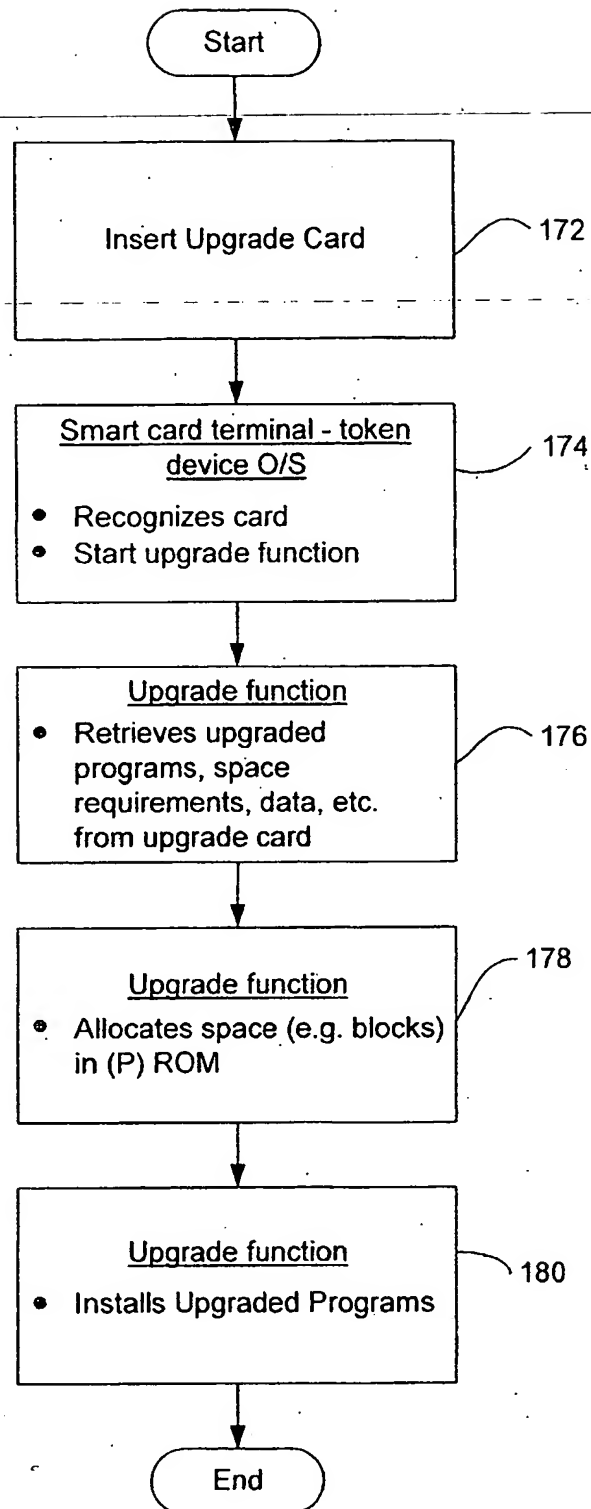 Start
Insert Upgrade Card
172
Smart card terminal - token
device O/S
• Recognizes card
• Start upgrade function
174
Upgrade function
• Retrieves upgraded
programs, space
requirements, data, etc.
from upgrade card
176
Upgrade function
• Allocates space (e.g. blocks)
in (P) ROM
178
Upgrade function
• Installs Upgraded Programs
180
End